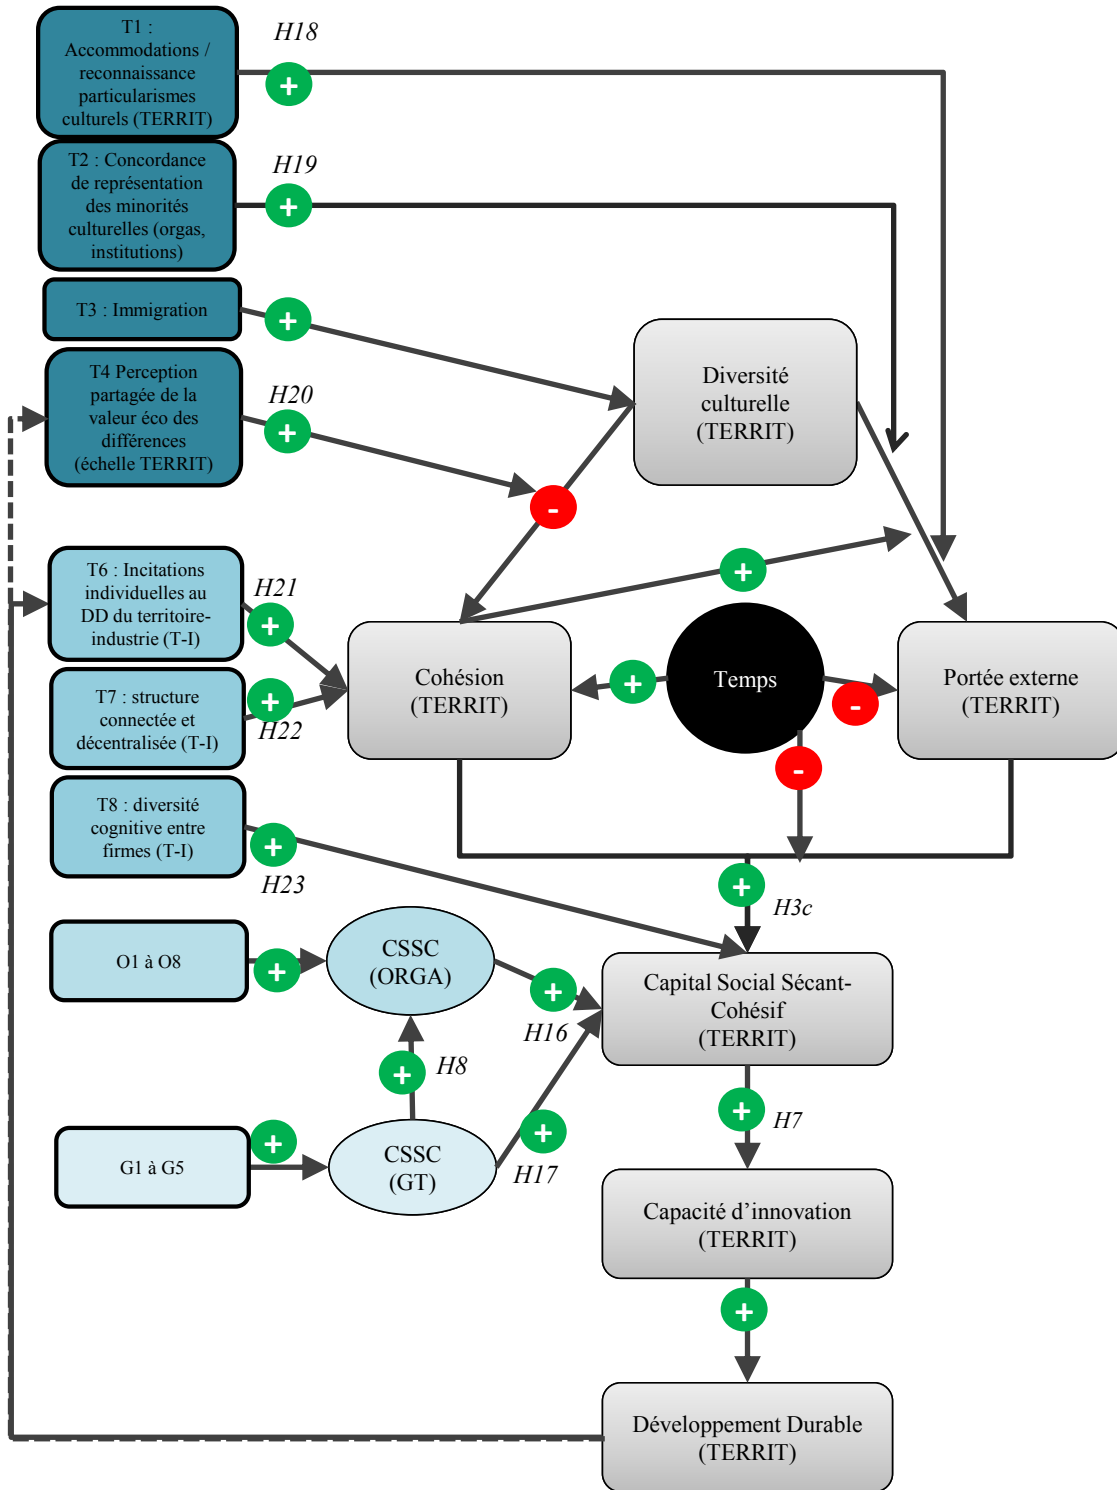 T1 :
Accommodations /
reconnaissance
particularismes
culturels (TERRIT)
H18
+
T2 : Concordance
de représentation
des minorités
culturelles (orgas,
institutions)
H19
+
T3 : Immigration
+
T4 Perception
partagée de la
valeur éco des
différences
(échelle TERRIT)
H20
+
Diversité
culturelle
(TERRIT)
-
T6 : Incitations
individuelles au
DD du territoire-
industrie (T-I)
H21
+
+
T7 : structure
connectée et
décentralisée (T-I)
+
H22
Cohésion
(TERRIT)
+
Temps
-
Portée externe
(TERRIT)
-
T8 : diversité
cognitive entre
firmes (T-I)
+
H23
+
H3c
O1 à O8
+
CSSC
(ORGA)
+
H16
Capital Social Sécant-
Cohésif
(TERRIT)
+
H8
+
H7
G1 à G5
+
CSSC
(GT)
+
H17
Capacité d’innovation
(TERRIT)
+
Développement Durable
(TERRIT)